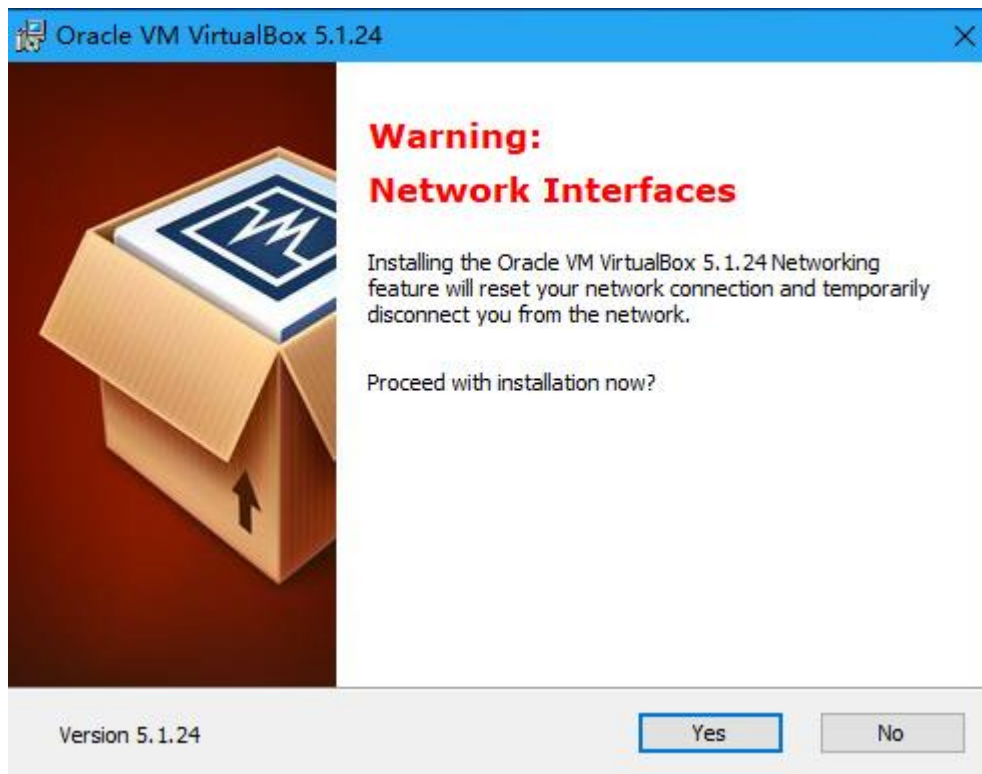 Oracle VM VirtualBox 5.1.24
Warning:
Network Interfaces
Installing the Oracle VM VirtualBox 5.1.24 Networking
feature will reset your network connection and temporarily
disconnect you from the network.
Proceed with installation now?
Version 5.1.24
Yes
No